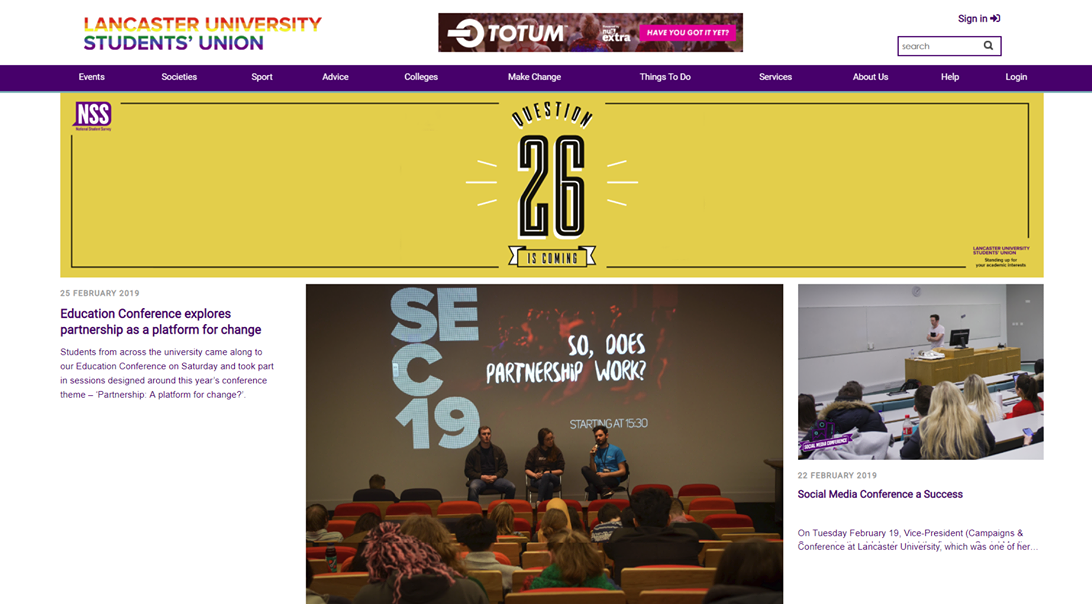 LANCASTER UNIVERSITY
STUDENTS' UNION
TOTUM™
Powered by
nus
extra
HAVE YOU GOT IT YET?
Sign in
search
Events
Societies
Sport
Advice
Colleges
Make Change
Things To Do
Services
About Us
Help
Login
NSS
National Student Survey
QUESTION
26
IS COMING
LANCASTER UNIVERSITY
STUDENTS' UNION
Standing up for
your academic interests
25 FEBRUARY 2019
Education Conference explores
partnership as a platform for change
Students from across the university came along to
our Education Conference on Saturday and took part
in sessions designed around this year's conference
theme – 'Partnership: A platform for change?'.
SE
C
19
SO, DOES
PARTNERSHIP WORK?
STARTING AT 15:30
SOCIAL MEDIA CONFERENCE
22 FEBRUARY 2019
Social Media Conference a Success
On Tuesday February 19, Vice-President (Campaigns &
Conference at Lancaster University, which was one of her…